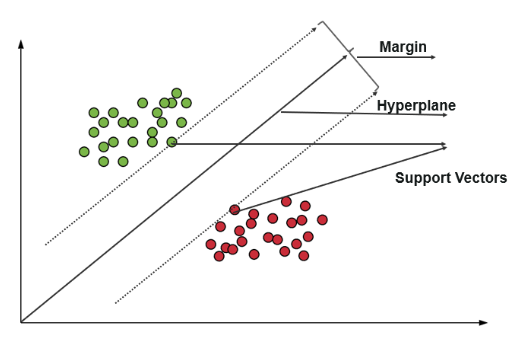 Margin
Hyperplane
Support Vectors